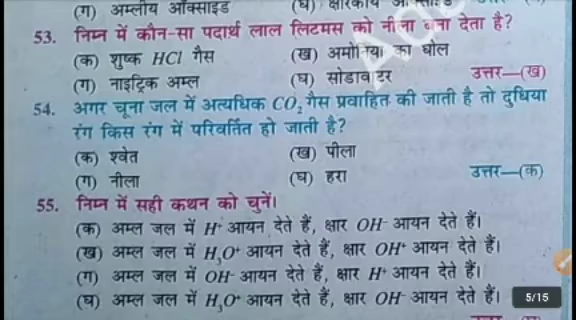 (ग) अम्लीय ऑक्साइड (घ) क्षारकीय
53. निम्न में कौन-सा पदार्थ लाल लिटमस को नीला बना देता है?
(क) शुष्क HCl गैस (ख) अमोनिया का घोल
(ग) नाइट्रिक अम्ल (घ) सोडावाटर उत्तर—(ख)
54. अगर चूना जल में अत्यधिक CO₂ गैस प्रवाहित की जाती है तो दुधिया
रंग किस रंग में परिवर्तित हो जाती है?
(क) श्वेत (ख) पीला
(ग) नीला (घ) हरा उत्तर—(क)
55. निम्न में सही कथन को चुनें।
(क) अम्ल जल में H⁺ आयन देते हैं, क्षार OH⁻ आयन देते हैं।
(ख) अम्ल जल में H₃O⁺ आयन देते हैं, क्षार OH⁺ आयन देते हैं।
(ग) अम्ल जल में OH⁻ आयन देते हैं, क्षार H⁺ आयन देते हैं।
(घ) अम्ल जल में H₃O⁺ आयन देते हैं, क्षार OH⁻ आयन देते हैं।
5/15